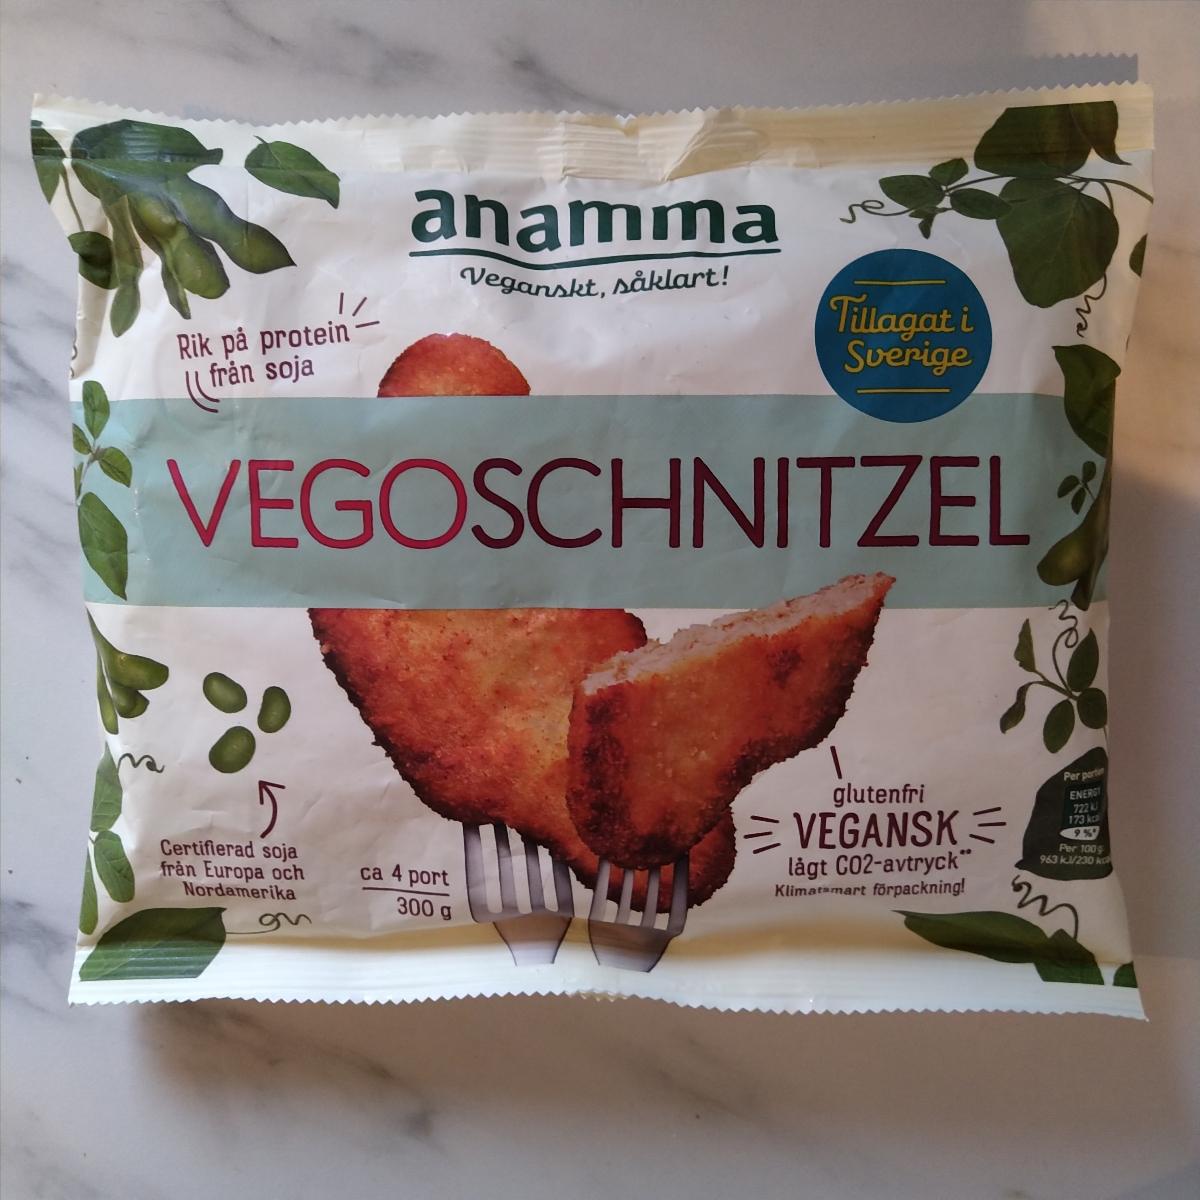 anamma
Veganskt, såklart!
Tillagat i
Sverige
Rik på protein
från soja
VEGOSCHNITZEL
glutenfri
VEGANSK
lågt CO2-avtryck**
Klimatsmart förpackning!
Certifierad soja
från Europa och
Nordamerika
ca 4 port
300 g
Per portion
ENERGI
722 kJ
173 kcal
9 %*
Per 100 g:
963 kJ/230 kcal